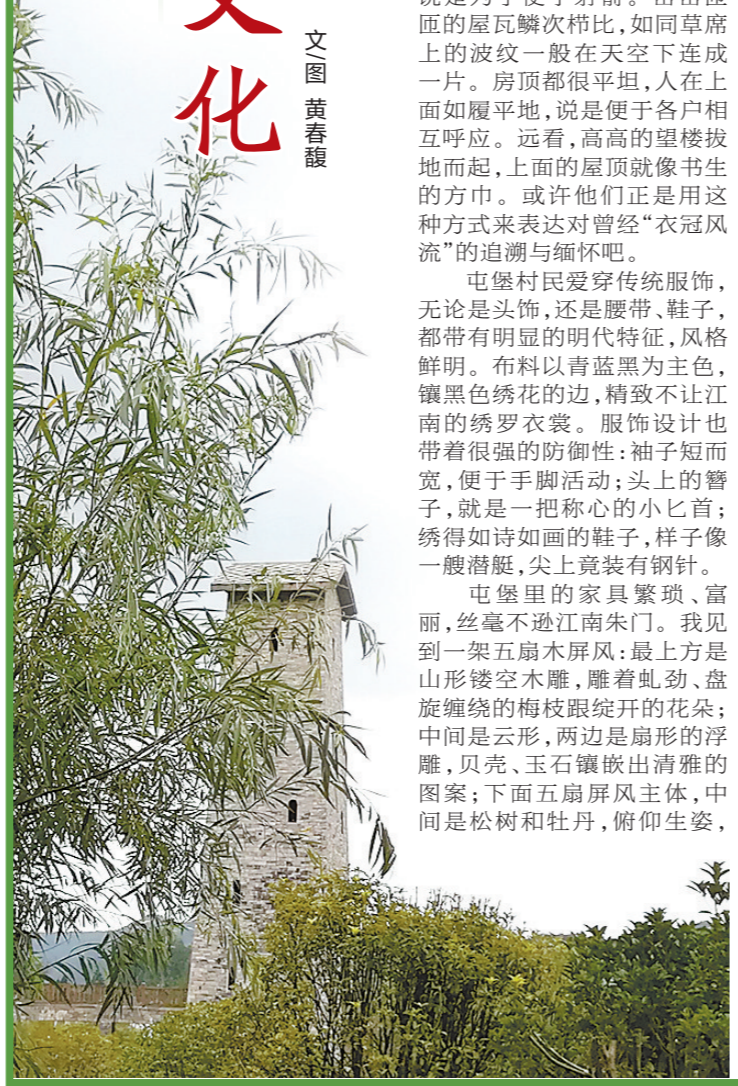 文
化
文/图 黄春馥
说是为了便于射箭。密密匝
匝的屋瓦鳞次栉比,如同草席
上的波纹一般在天空下连成
一片。房顶都很平坦,人在上
面如履平地,说是便于各户相
互呼应。远看,高高的望楼拔
地而起,上面的屋顶就像书生
的方巾。或许他们正是用这
种方式来表达对曾经“衣冠风
流”的追溯与缅怀吧。
屯堡村民爱穿传统服饰,
无论是头饰,还是腰带、鞋子,
都带有明显的明代特征,风格
鲜明。布料以青蓝黑为主色,
镶黑色绣花的边,精致不让江
南的绣罗衣裳。服饰设计也
带着很强的防御性:袖子短而
宽,便于手脚活动;头上的簪
子,就是一把称心的小匕首;
绣得如诗如画的鞋子,样子像
一艘潜艇,尖上竟装有钢针。
屯堡里的家具繁琐、富
丽,丝毫不逊江南朱门。我见
到一架五扇木屏风:最上方是
山形镂空木雕,雕着虬劲、盘
旋缠绕的梅枝跟绽开的花朵;
中间是云形,两边是扇形的浮
雕,贝壳、玉石镶嵌出清雅的
图案;下面五扇屏风主体,中
间是松树和牡丹,俯仰生姿,